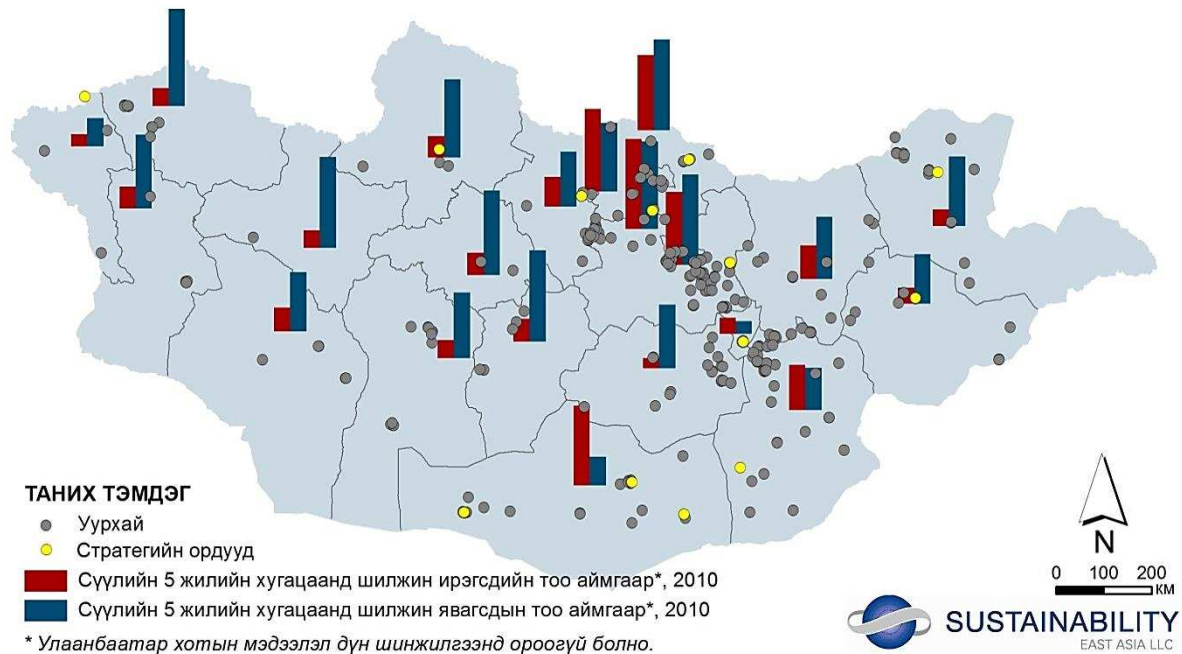 ТАНИХ ТЭМДЭГ
Уурхай
Стратегийн ордууд
Сүүлийн 5 жилийн хугацаанд шилжин ирэгсдийн тоо аймгаар*, 2010
Сүүлийн 5 жилийн хугацаанд шилжин явагсдын тоо аймгаар*, 2010
* Улаанбаатар хотын мэдээлэл дүн шинжилгээнд ороогүй болно.
N
0 100 200
КМ
SUSTAINABILITY
EAST ASIA LLC